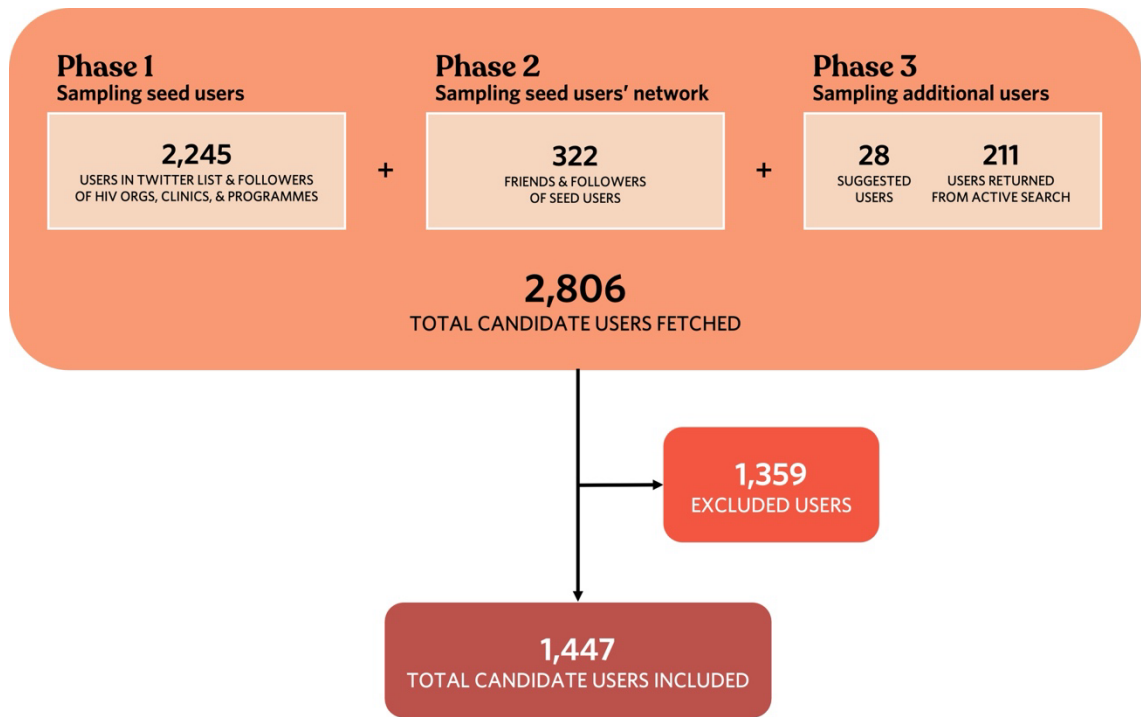 Phase 1
Sampling seed users
2,245
USERS IN TWITTER LIST & FOLLOWERS
OF HIV ORGS, CLINICS, & PROGRAMMES
+
Phase 2
Sampling seed users' network
322
FRIENDS & FOLLOWERS
OF SEED USERS
+
Phase 3
Sampling additional users
28
SUGGESTED
USERS
211
USERS RETURNED
FROM ACTIVE SEARCH
2,806
TOTAL CANDIDATE USERS FETCHED
1,359
EXCLUDED USERS
1,447
TOTAL CANDIDATE USERS INCLUDED